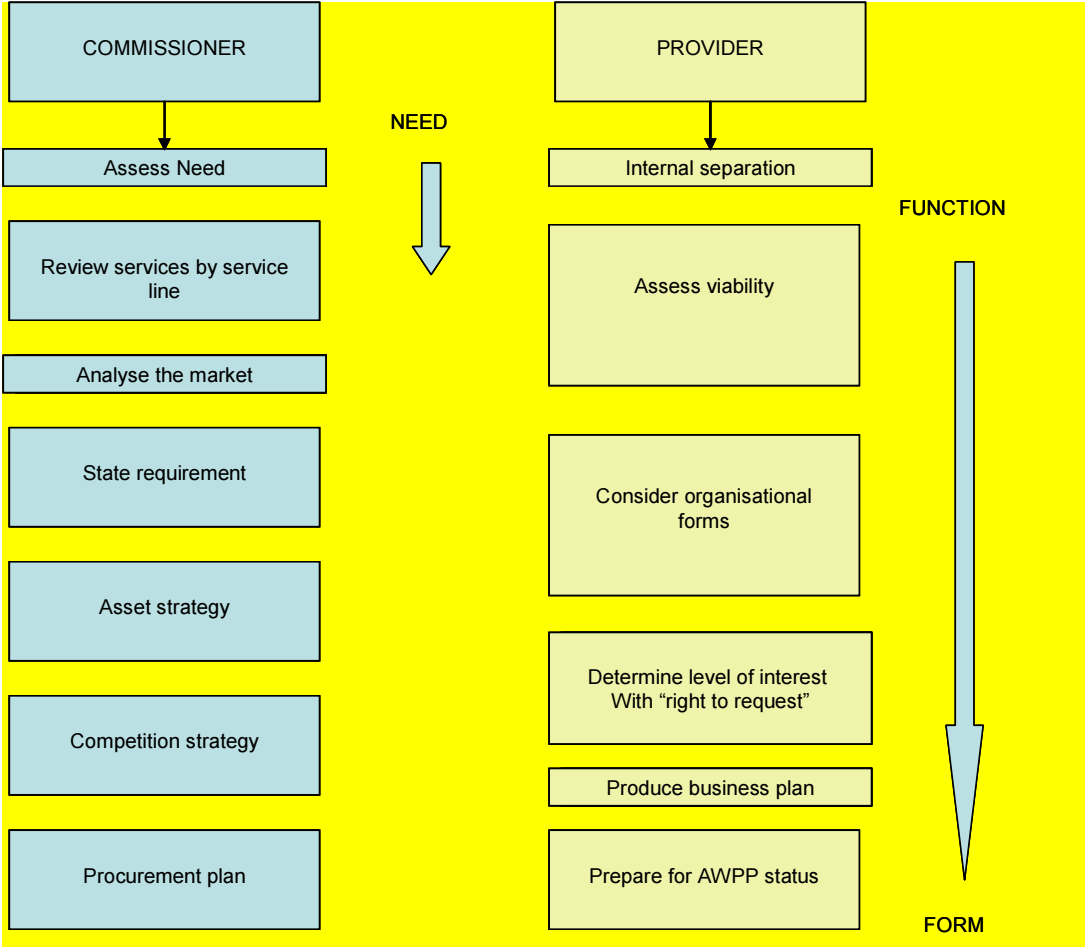 COMMISSIONER
Assess Need
Review services by service
line
Analyse the market
State requirement
Asset strategy
Competition strategy
Procurement plan
NEED
PROVIDER
Internal separation
Assess viability
Consider organisational
forms
Determine level of interest
With “right to request”
Produce business plan
Prepare for AWPP status
FUNCTION
FORM